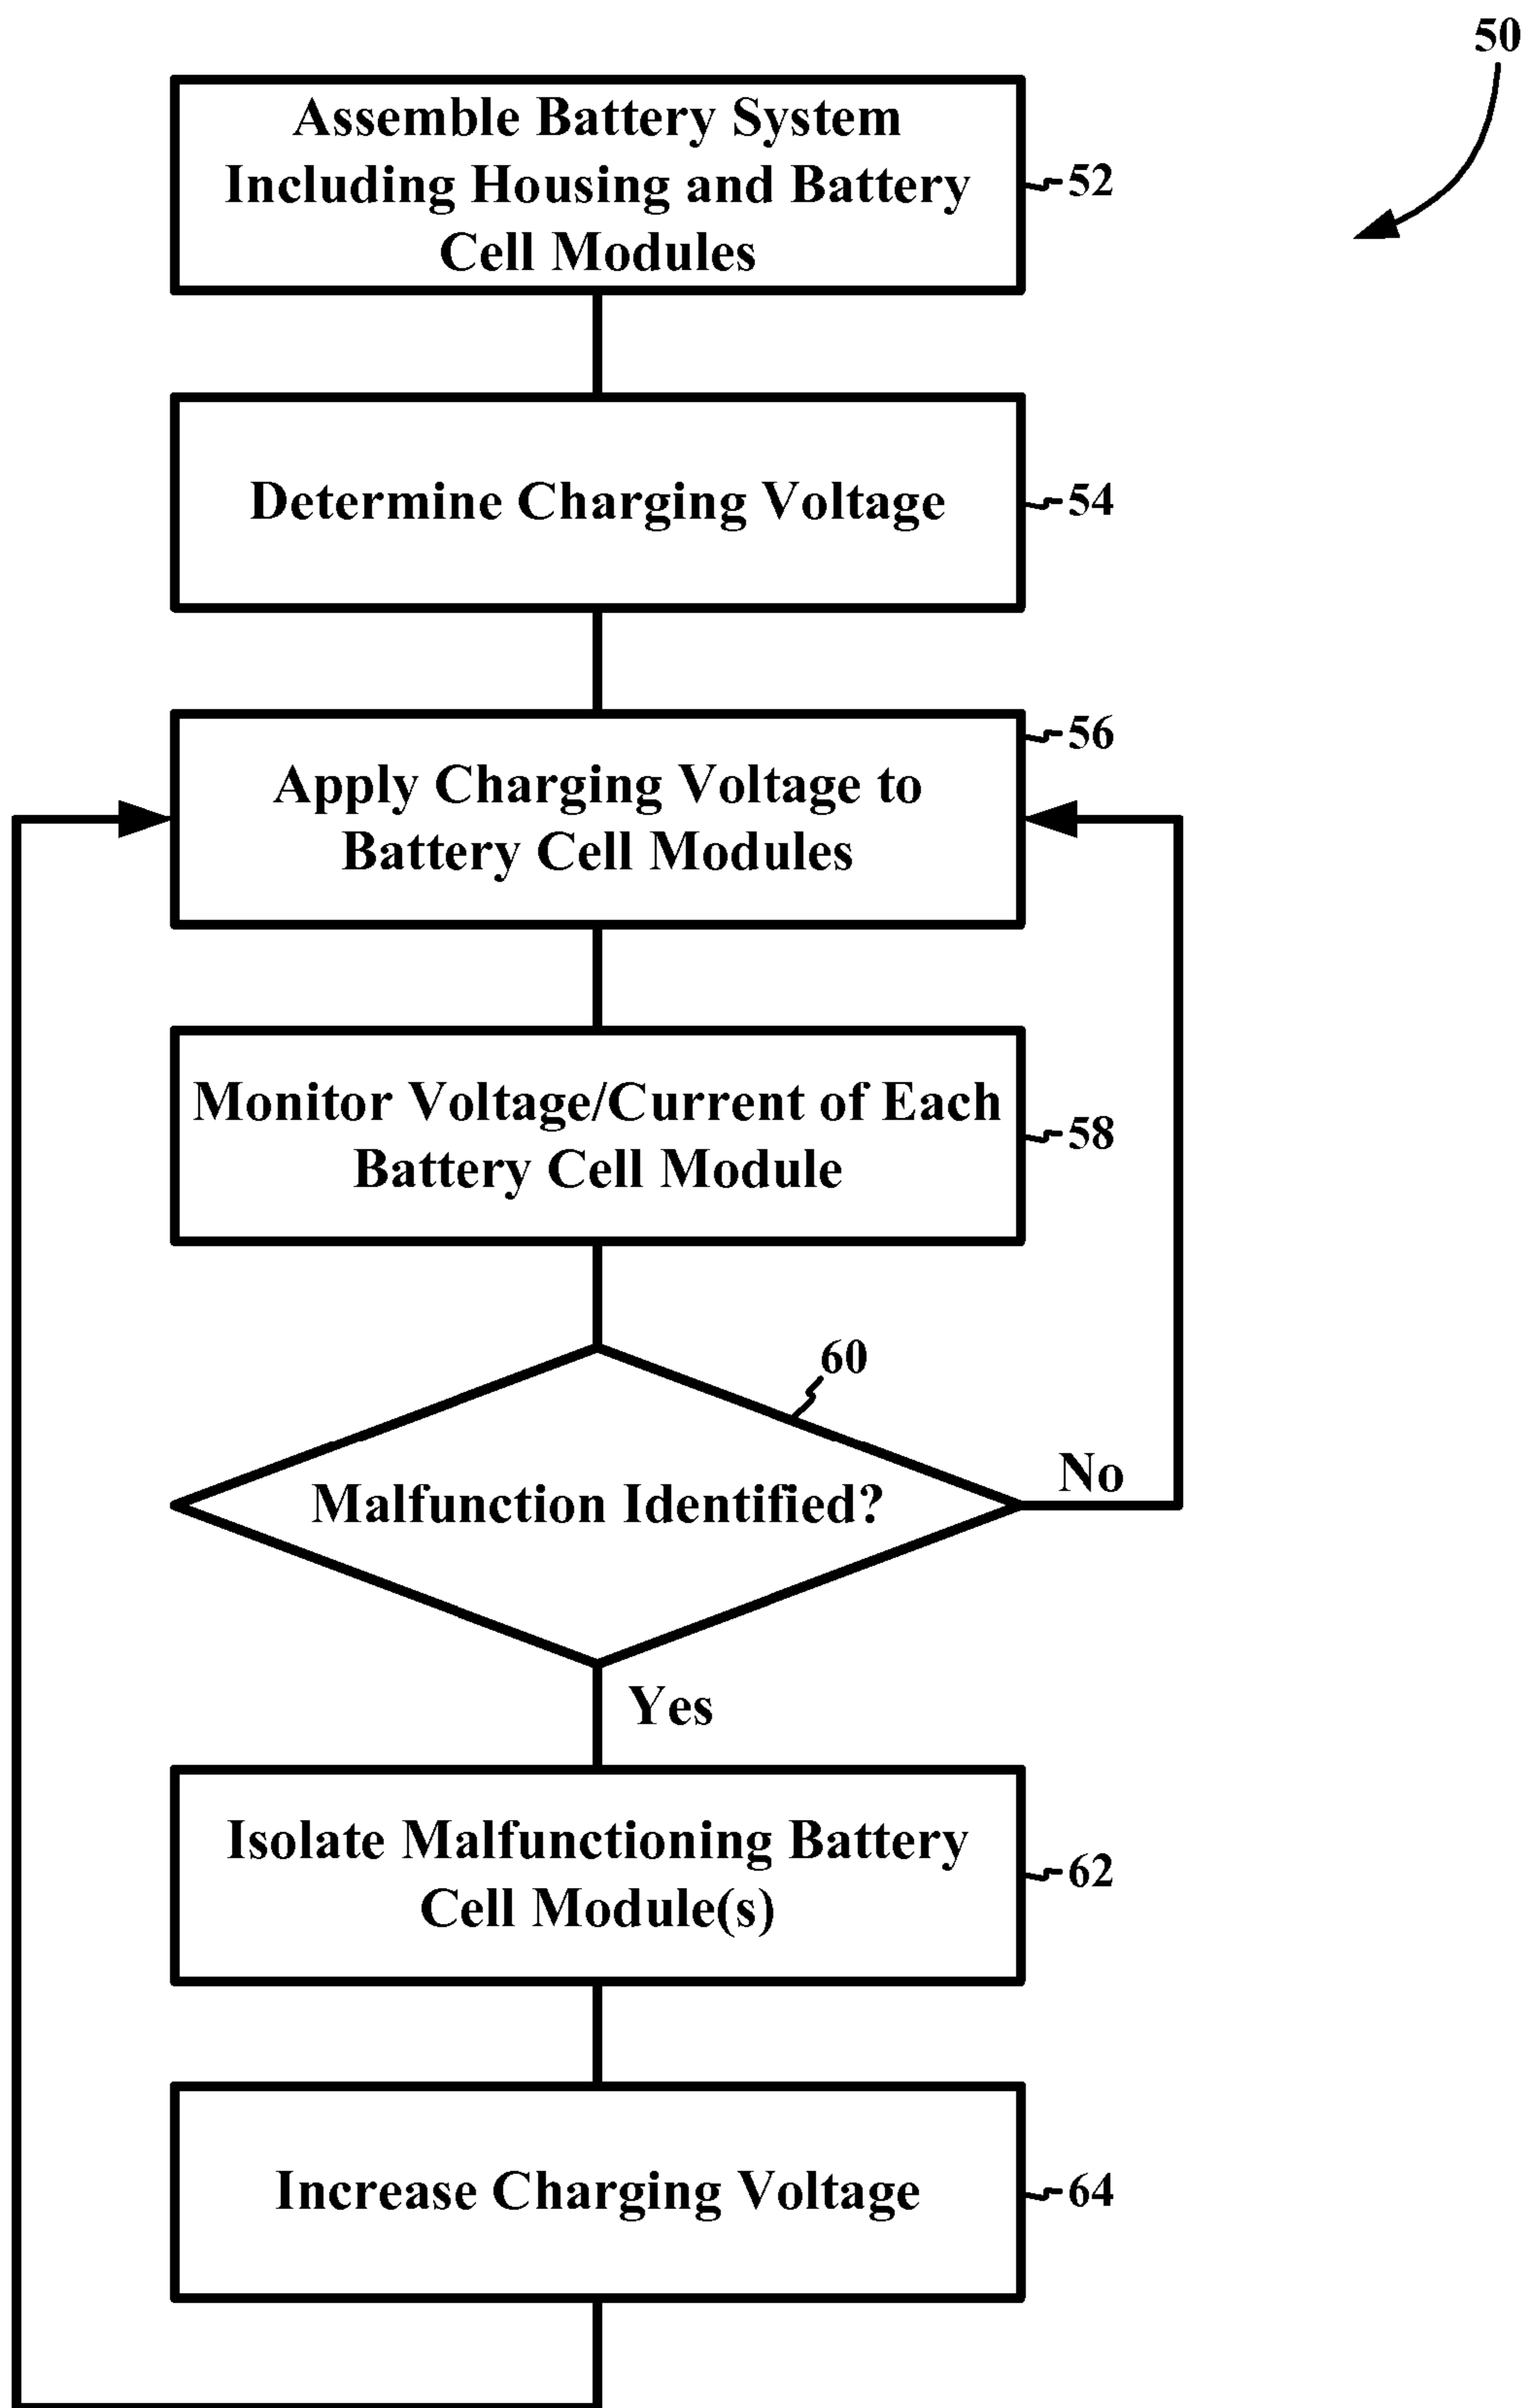 50
Assemble Battery System
Including Housing and Battery
Cell Modules
52
Determine Charging Voltage
54
56
Apply Charging Voltage to
Battery Cell Modules
Monitor Voltage/Current of Each
Battery Cell Module
58
60
Malfunction Identified?
No
Yes
Isolate Malfunctioning Battery
Cell Module(s)
62
Increase Charging Voltage
64